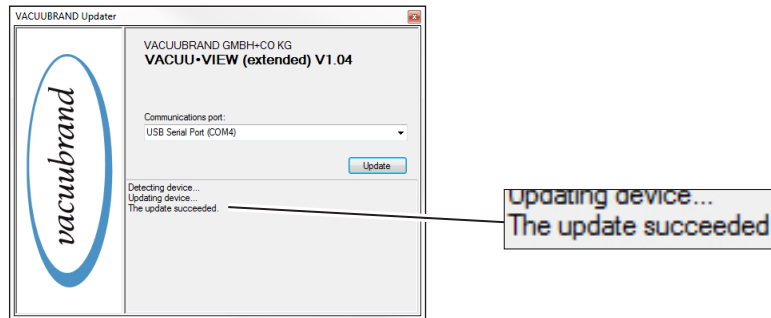 VACUUBRAND Updater
vacuubrand
VACUUBRAND GMBH+CO KG
VACUU•VIEW (extended) V1.04
Communications port:
USB Serial Port (COM4)
Update
Detecting device...
Updating device...
The update succeeded.
Updating device...
The update succeeded